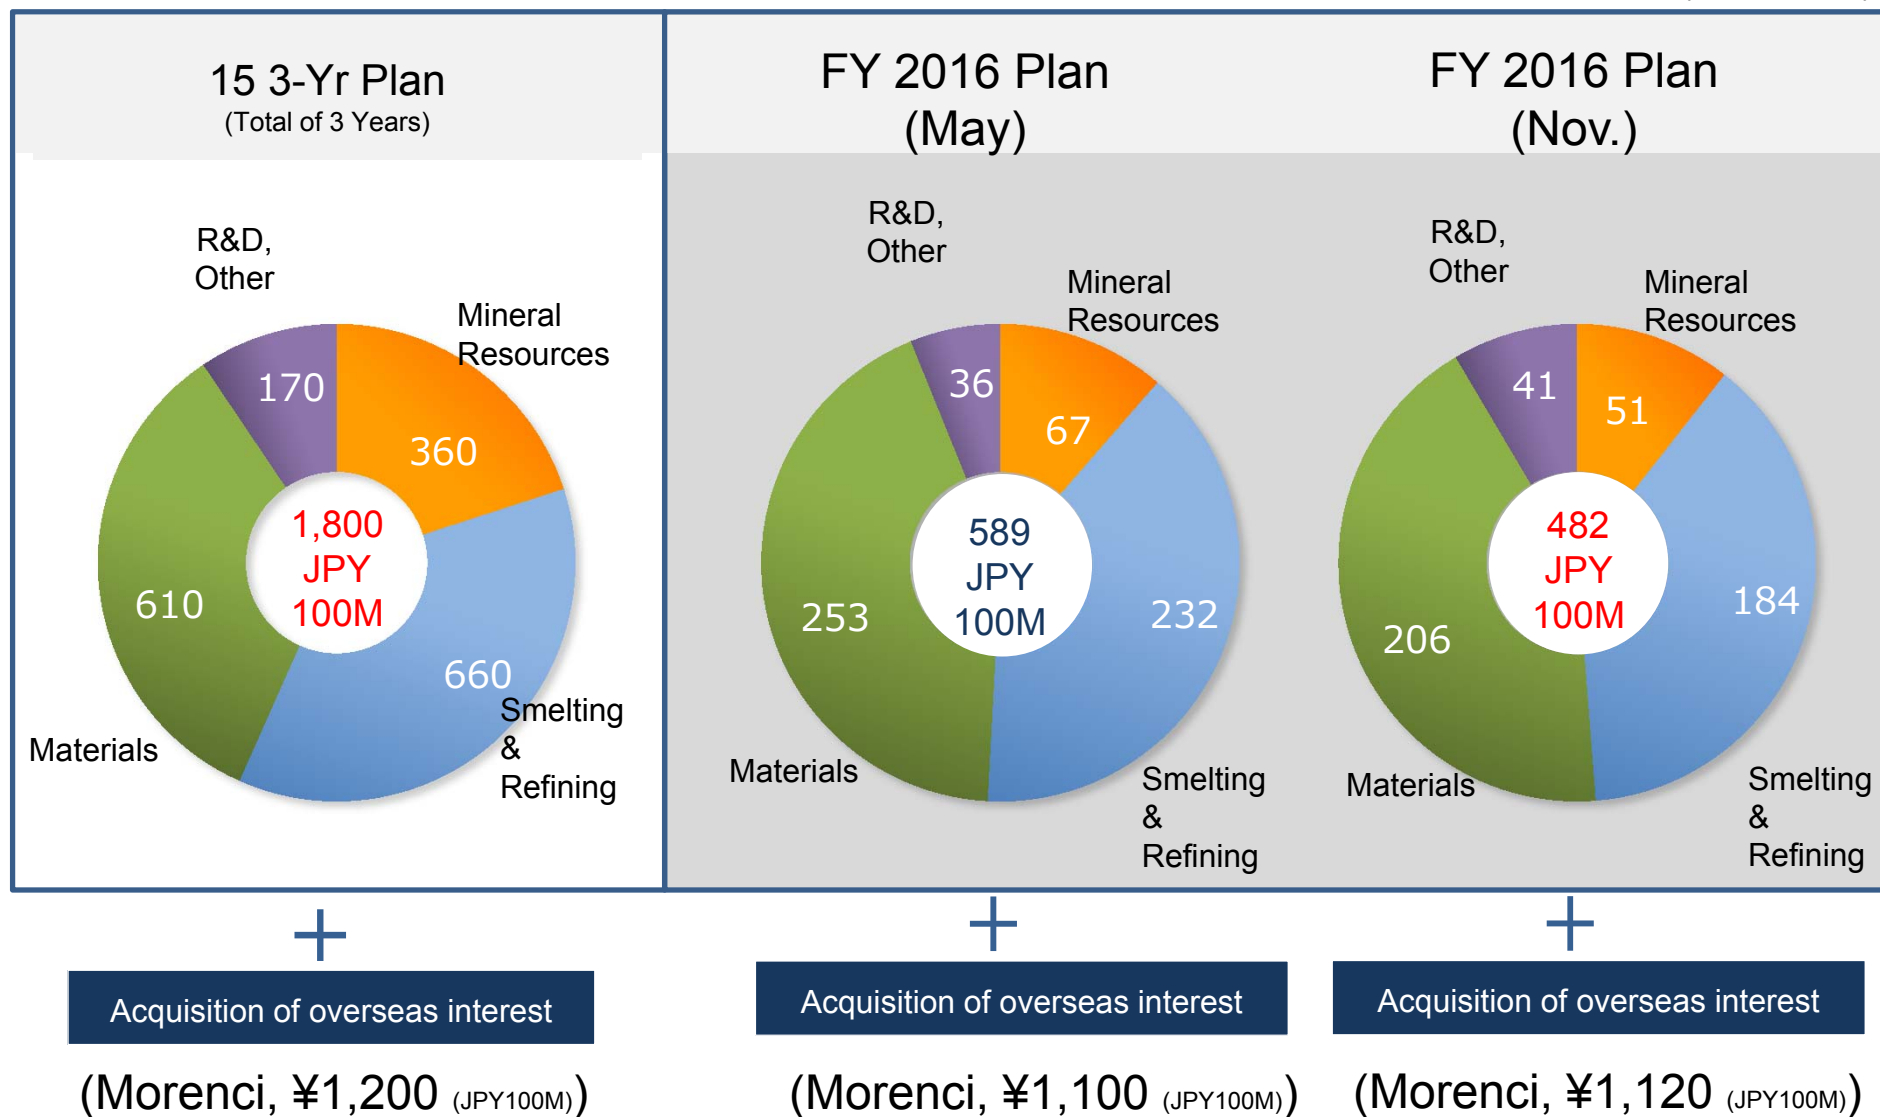 15 3-Yr Plan
(Total of 3 Years)
R&D,
Other
Mineral
Resources
170
360
1,800
JPY
100M
610
660
Materials
Smelting
&
Refining
+
Acquisition of overseas interest
(Morenci, ¥1,200 (JPY100M))
FY 2016 Plan
(May)
R&D,
Other
Mineral
Resources
36
67
589
JPY
100M
253
232
Materials
Smelting
&
Refining
+
Acquisition of overseas interest
(Morenci, ¥1,100 (JPY100M))
FY 2016 Plan
(Nov.)
R&D,
Other
Mineral
Resources
41
51
482
JPY
100M
206
184
Materials
Smelting
&
Refining
+
Acquisition of overseas interest
(Morenci, ¥1,120 (JPY100M))